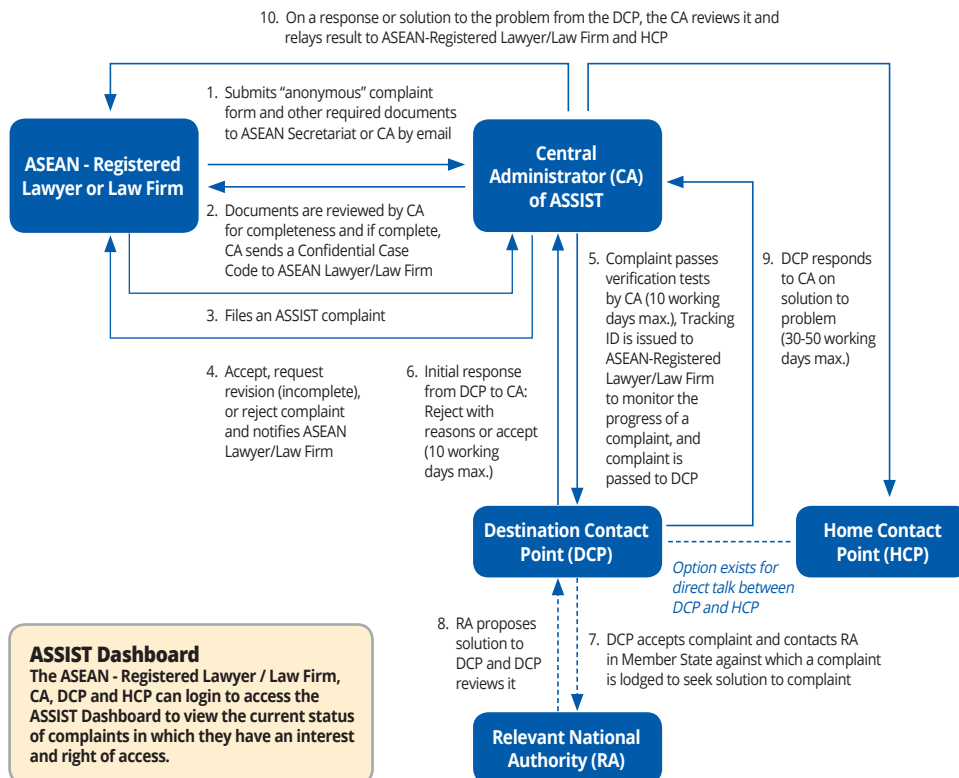 10. On a response or solution to the problem from the DCP, the CA reviews it and
relays result to ASEAN-Registered Lawyer/Law Firm and HCP
1. Submits “anonymous” complaint
form and other required documents
to ASEAN Secretariat or CA by email
ASEAN - Registered
Lawyer or Law Firm
Central
Administrator (CA)
of ASSIST
2. Documents are reviewed by CA
for completeness and if complete,
CA sends a Confidential Case
Code to ASEAN Lawyer/Law Firm
3. Files an ASSIST complaint
4. Accept, request
revision (incomplete),
or reject complaint
and notifies ASEAN
Lawyer/Law Firm
6. Initial response
from DCP to CA:
Reject with
reasons or accept
(10 working
days max.)
5. Complaint passes
verification tests
by CA (10 working
days max.), Tracking
ID is issued to
ASEAN-Registered
Lawyer/Law Firm
to monitor the
progress of a
complaint, and
complaint is
passed to DCP
9. DCP responds
to CA on
solution to
problem
(30-50 working
days max.)
Destination Contact
Point (DCP)
Home Contact
Point (HCP)
Option exists for
direct talk between
DCP and HCP
8. RA proposes
solution to
DCP and DCP
reviews it
7. DCP accepts complaint and contacts RA
in Member State against which a complaint
is lodged to seek solution to complaint
Relevant National
Authority (RA)
ASSIST Dashboard
The ASEAN - Registered Lawyer / Law Firm,
CA, DCP and HCP can login to access the
ASSIST Dashboard to view the current status
of complaints in which they have an interest
and right of access.